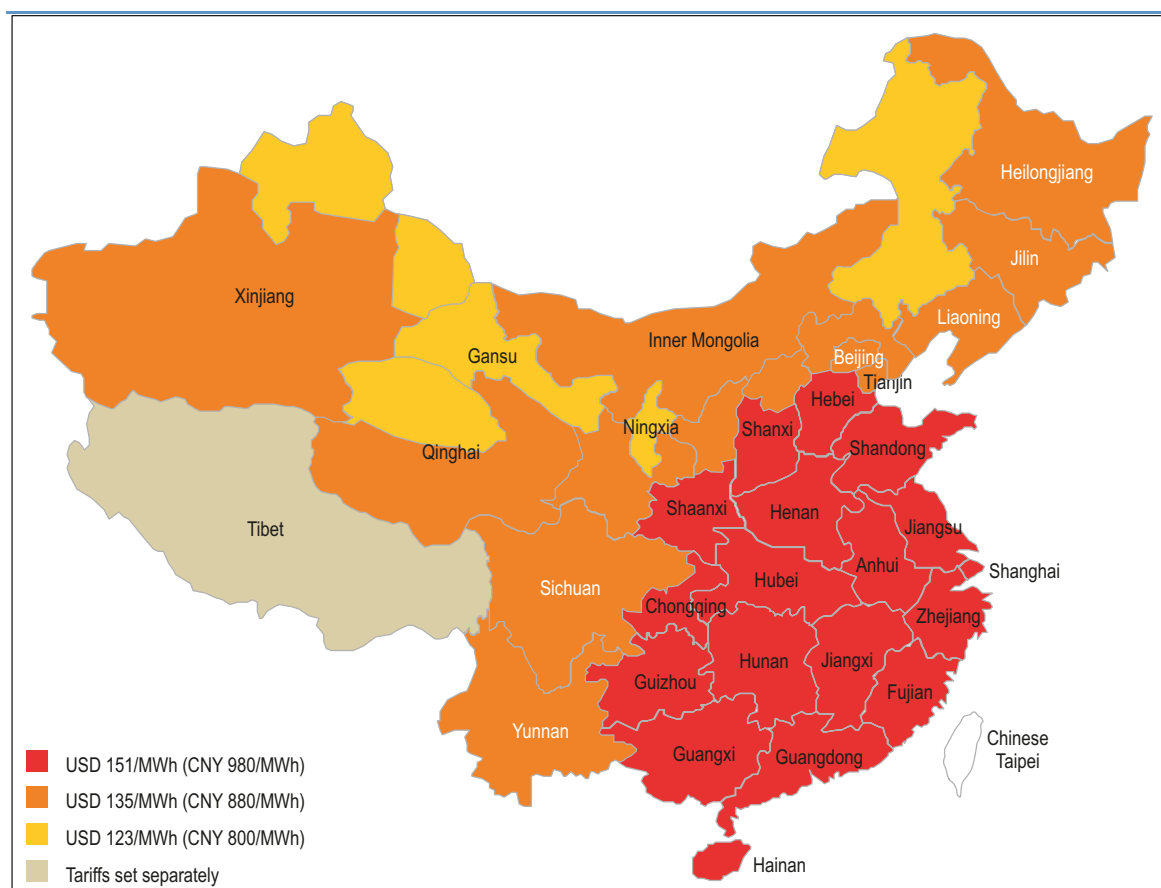 Heilongjiang
Jilin
Xinjiang
Liaoning
Inner Mongolia
Beijing
Gansu
Tianjin
Hebei
Ningxia
Shanxi
Qinghai
Shandong
Shaanxi
Henan
Jiangsu
Tibet
Anhui
Shanghai
Hubei
Sichuan
Chongqing
Zhejiang
Hunan
Jiangxi
Guizhou
Fujian
Yunnan
Guangxi
Guangdong
Chinese
Taipei
Hainan
USD 151/MWh (CNY 980/MWh)
USD 135/MWh (CNY 880/MWh)
USD 123/MWh (CNY 800/MWh)
Tariffs set separately